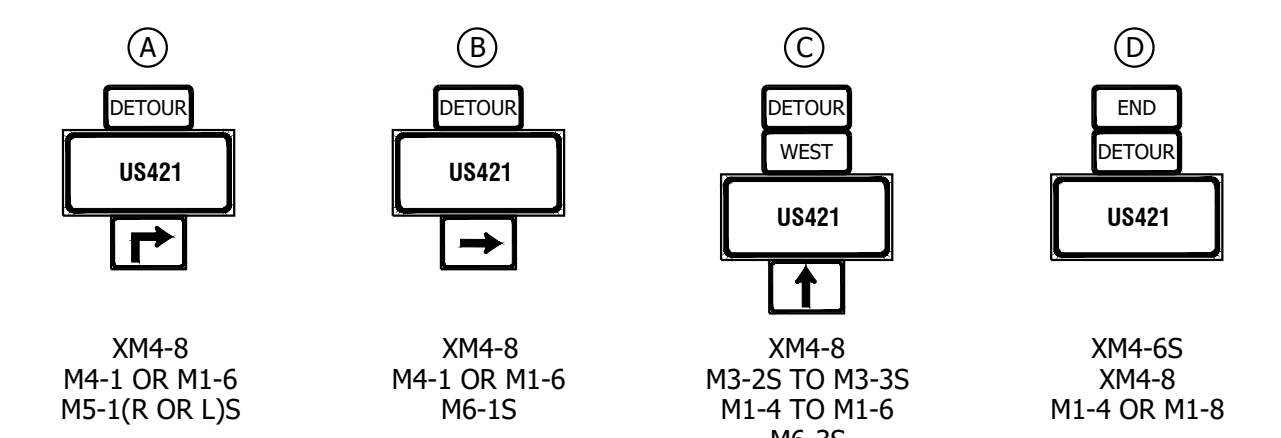 A
DETOUR
US421
XM4-8
M4-1 OR M1-6
M5-1(R OR L)S
B
DETOUR
US421
XM4-8
M4-1 OR M1-6
M6-1S
C
DETOUR
WEST
US421
XM4-8
M3-2S TO M3-3S
M1-4 TO M1-6
M6-3S
D
END
DETOUR
US421
XM4-6S
XM4-8
M1-4 OR M1-8